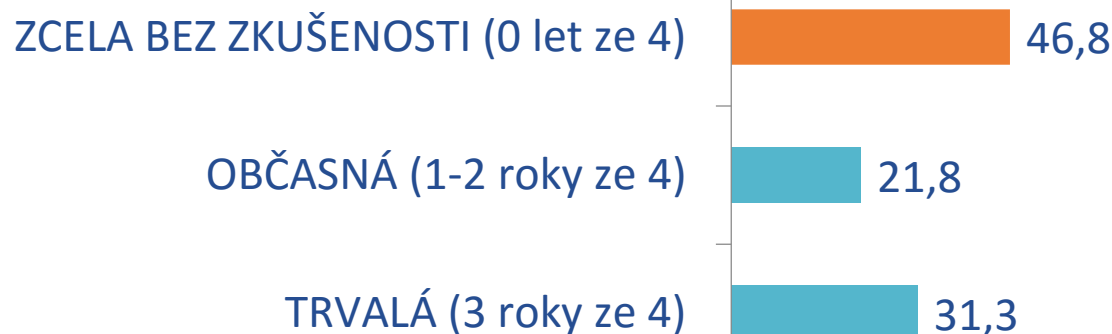 ZCELA BEZ ZKUŠENOSTI (0 let ze 4) 46,8
OBČASNÁ (1-2 roky ze 4) 21,8
TRVALÁ (3 roky ze 4) 31,3